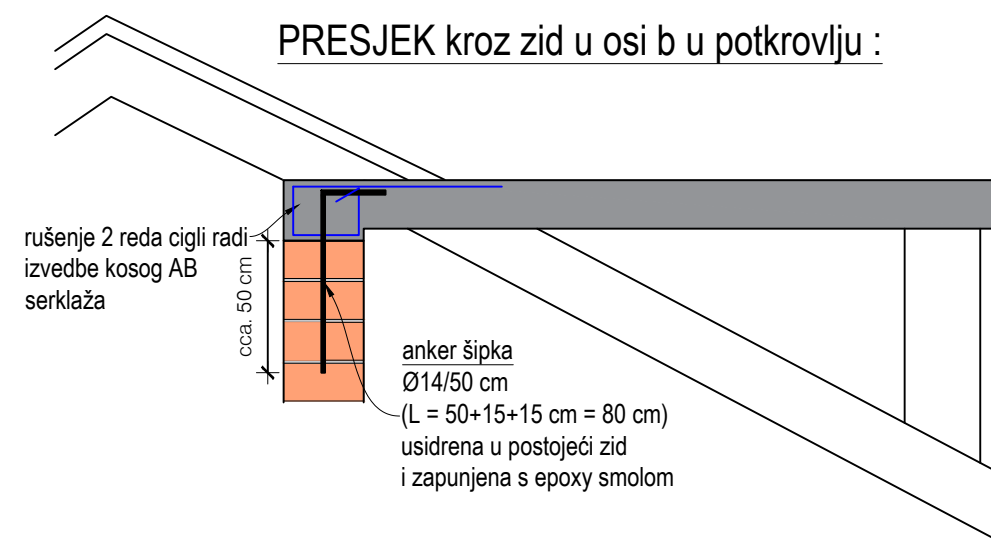 PRESJEK kroz zid u osi b u potkrovlju :
rušenje 2 reda cigli radi
izvedbe kosog AB
serklaža
cca. 50 cm
anker šipka
Ø14/50 cm
(L = 50+15+15 cm = 80 cm)
usidrena u postojeći zid
i zapunjena s epoxy smolom